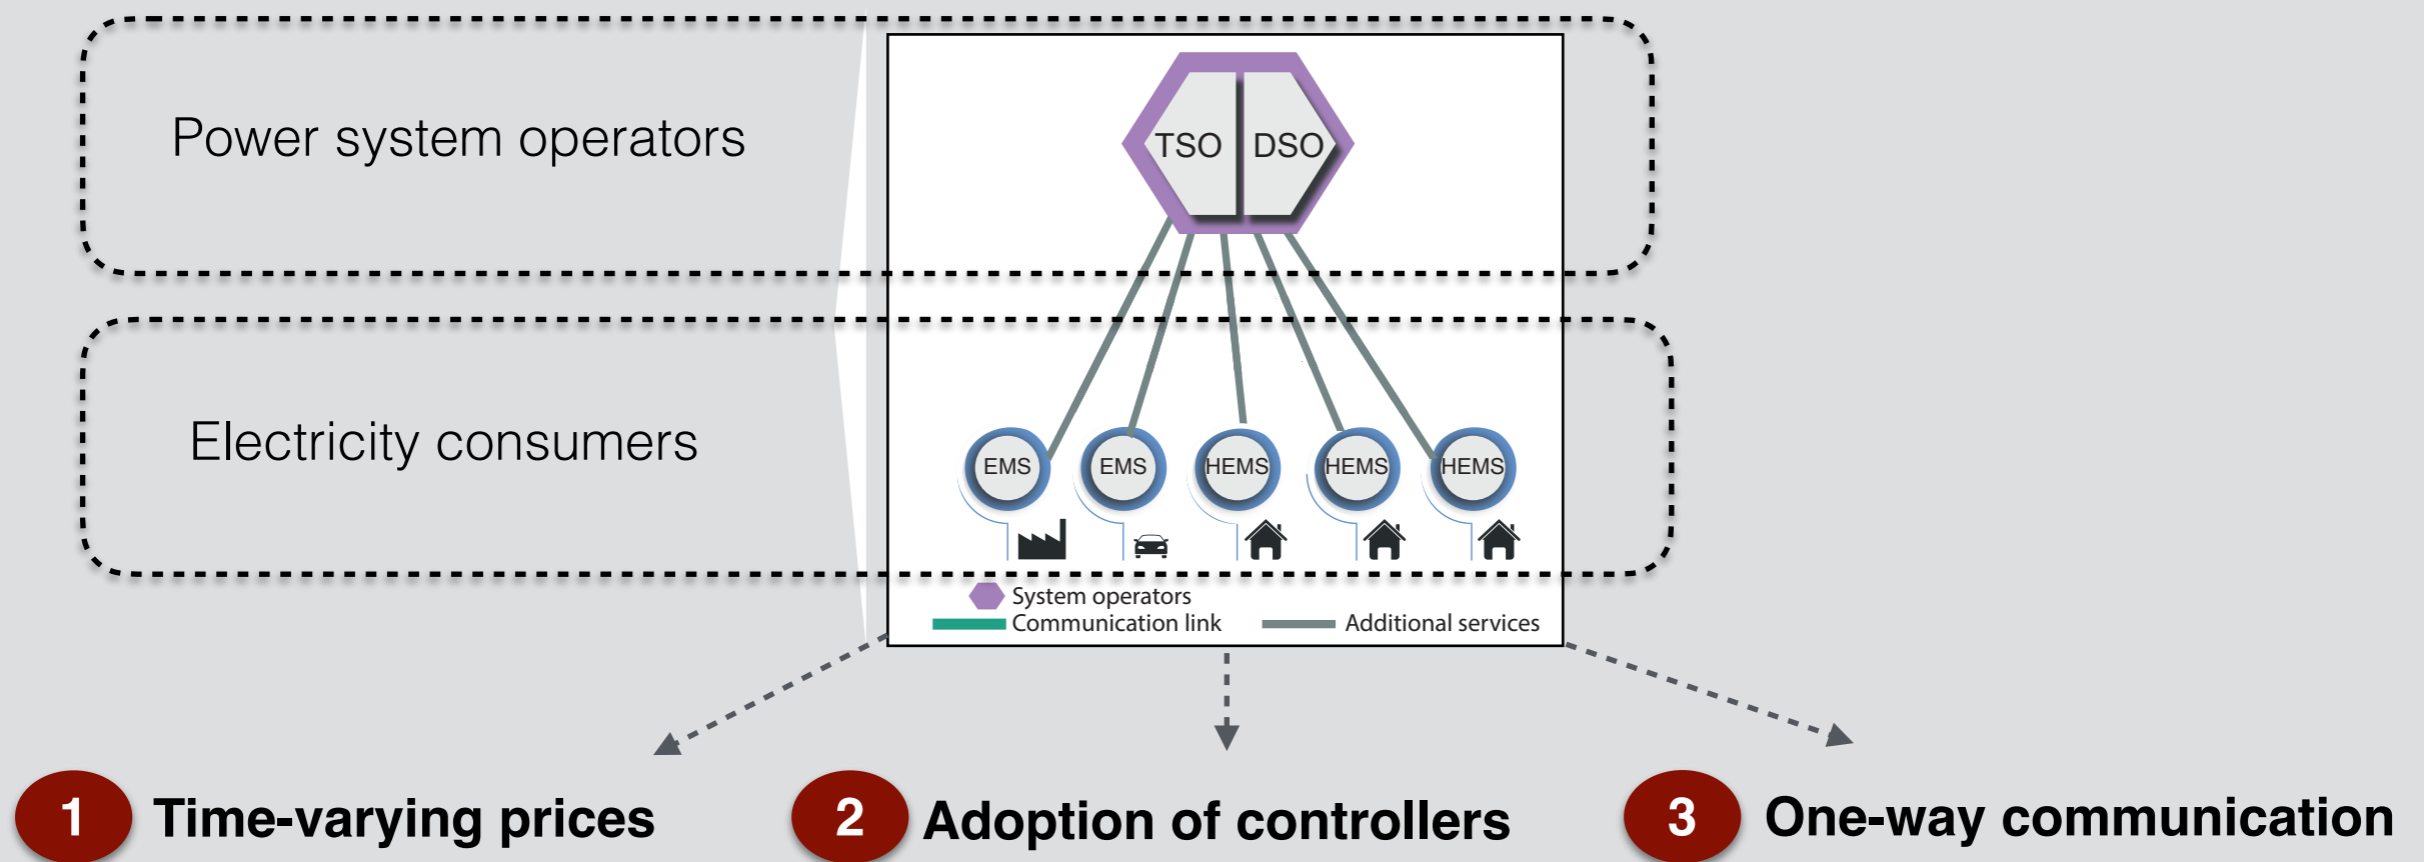 Power system operators
TSO DSO
Electricity consumers
EMS EMS HEMS HEMS HEMS
System operators
Communication link Additional services
1 Time-varying prices 2 Adoption of controllers 3 One-way communication